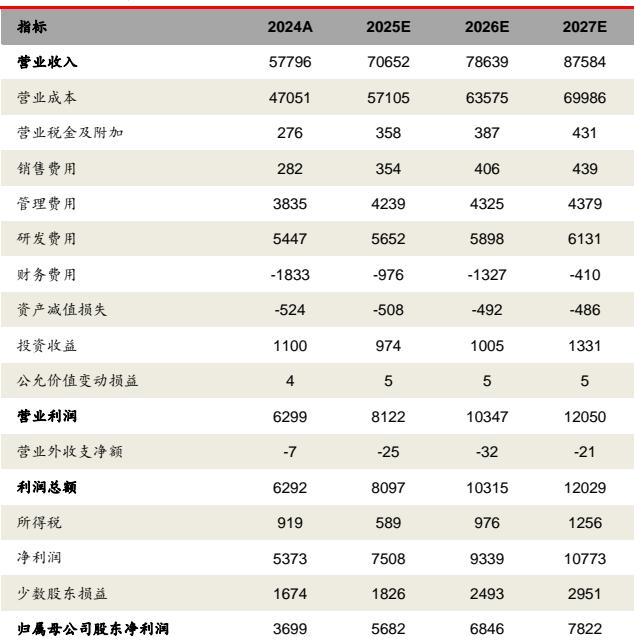 指标 2024A 2025E 2026E 2027E
营业收入 57796 70652 78639 87584
营业成本 47051 57105 63575 69986
营业税金及附加 276 358 387 431
销售费用 282 354 406 439
管理费用 3835 4239 4325 4379
研发费用 5447 5652 5898 6131
财务费用 -1833 -976 -1327 -410
资产减值损失 -524 -508 -492 -486
投资收益 1100 974 1005 1331
公允价值变动损益 4 5 5 5
营业利润 6299 8122 10347 12050
营业外收支净额 -7 -25 -32 -21
利润总额 6292 8097 10315 12029
所得税 919 589 976 1256
净利润 5373 7508 9339 10773
少数股东损益 1674 1826 2493 2951
归属母公司股东净利润 3699 5682 6846 7822